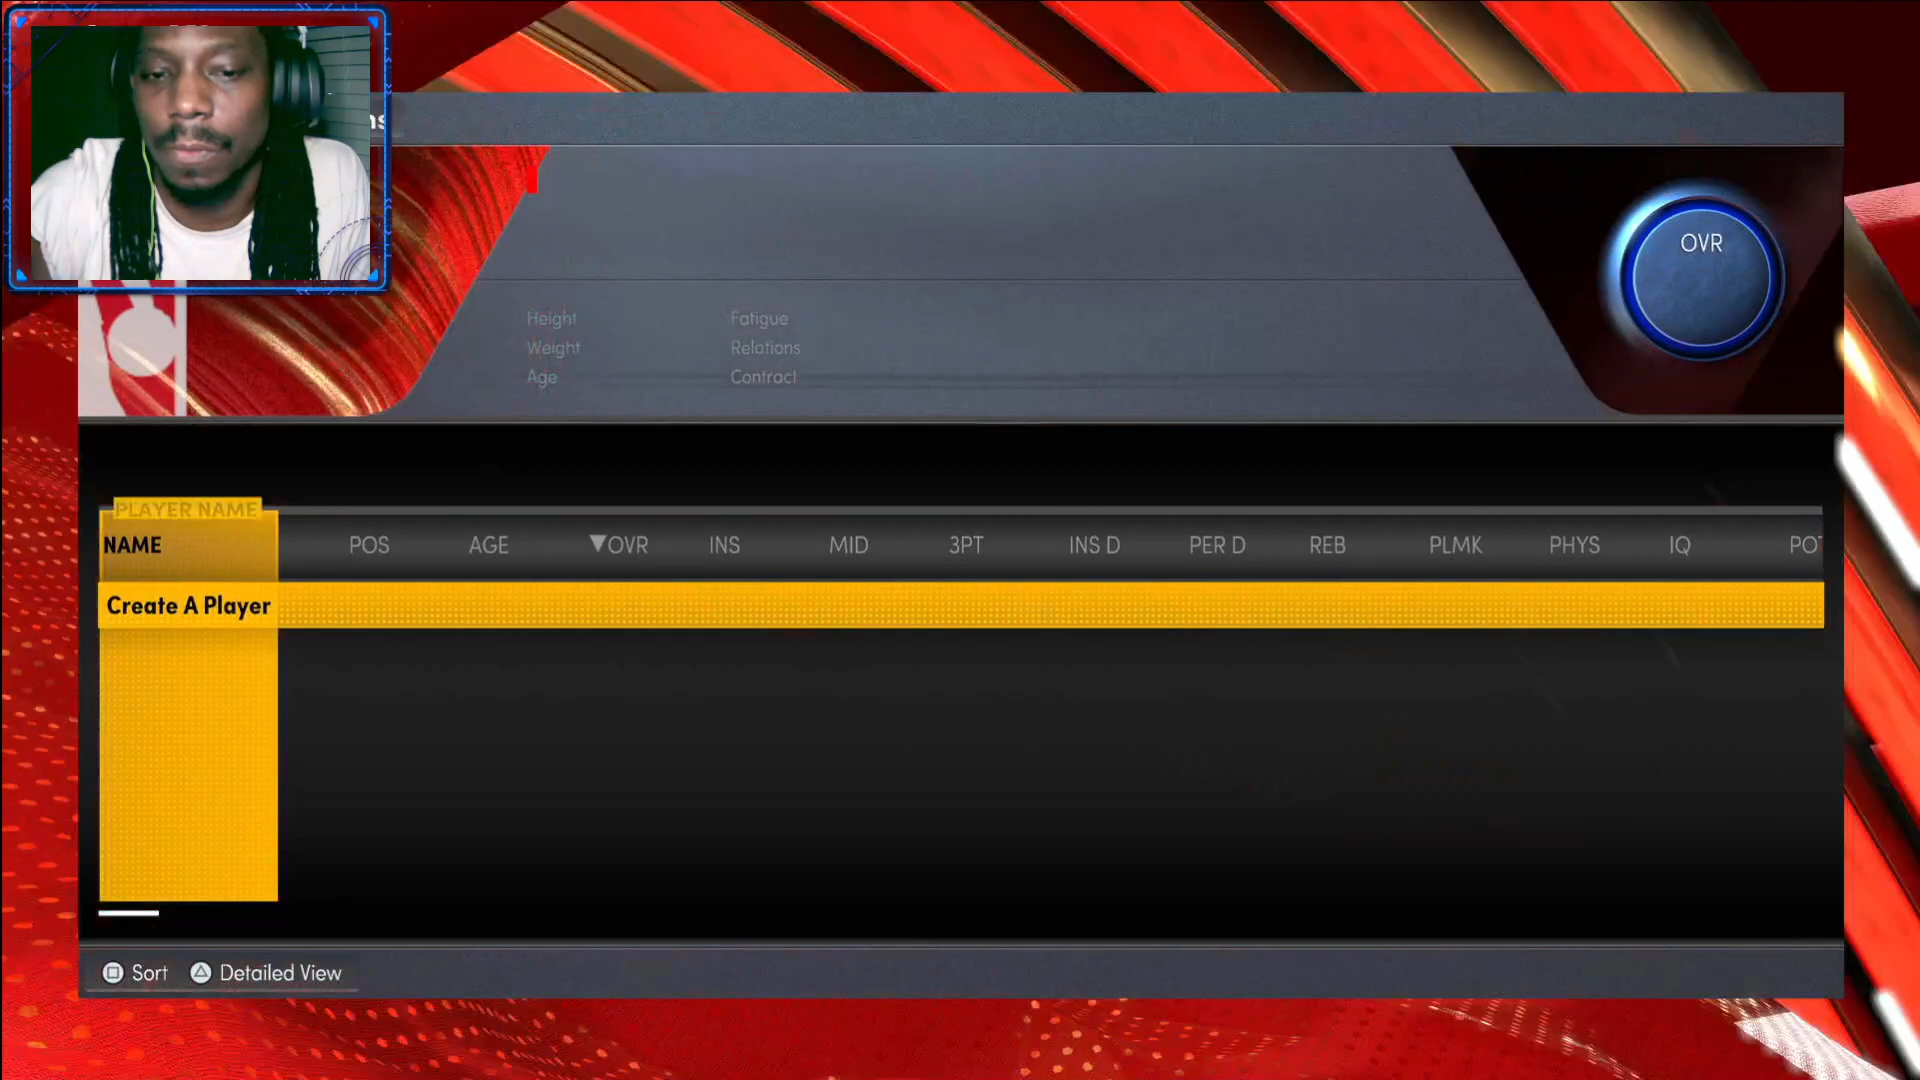 OVR
Height
Fatigue
Weight
Relations
Age
Contract
PLAYER NAME
NAME POS AGE ▼OVR INS MID 3PT INS D PER D REB PLMK PHYS IQ
Create A Player
Sort Detailed View